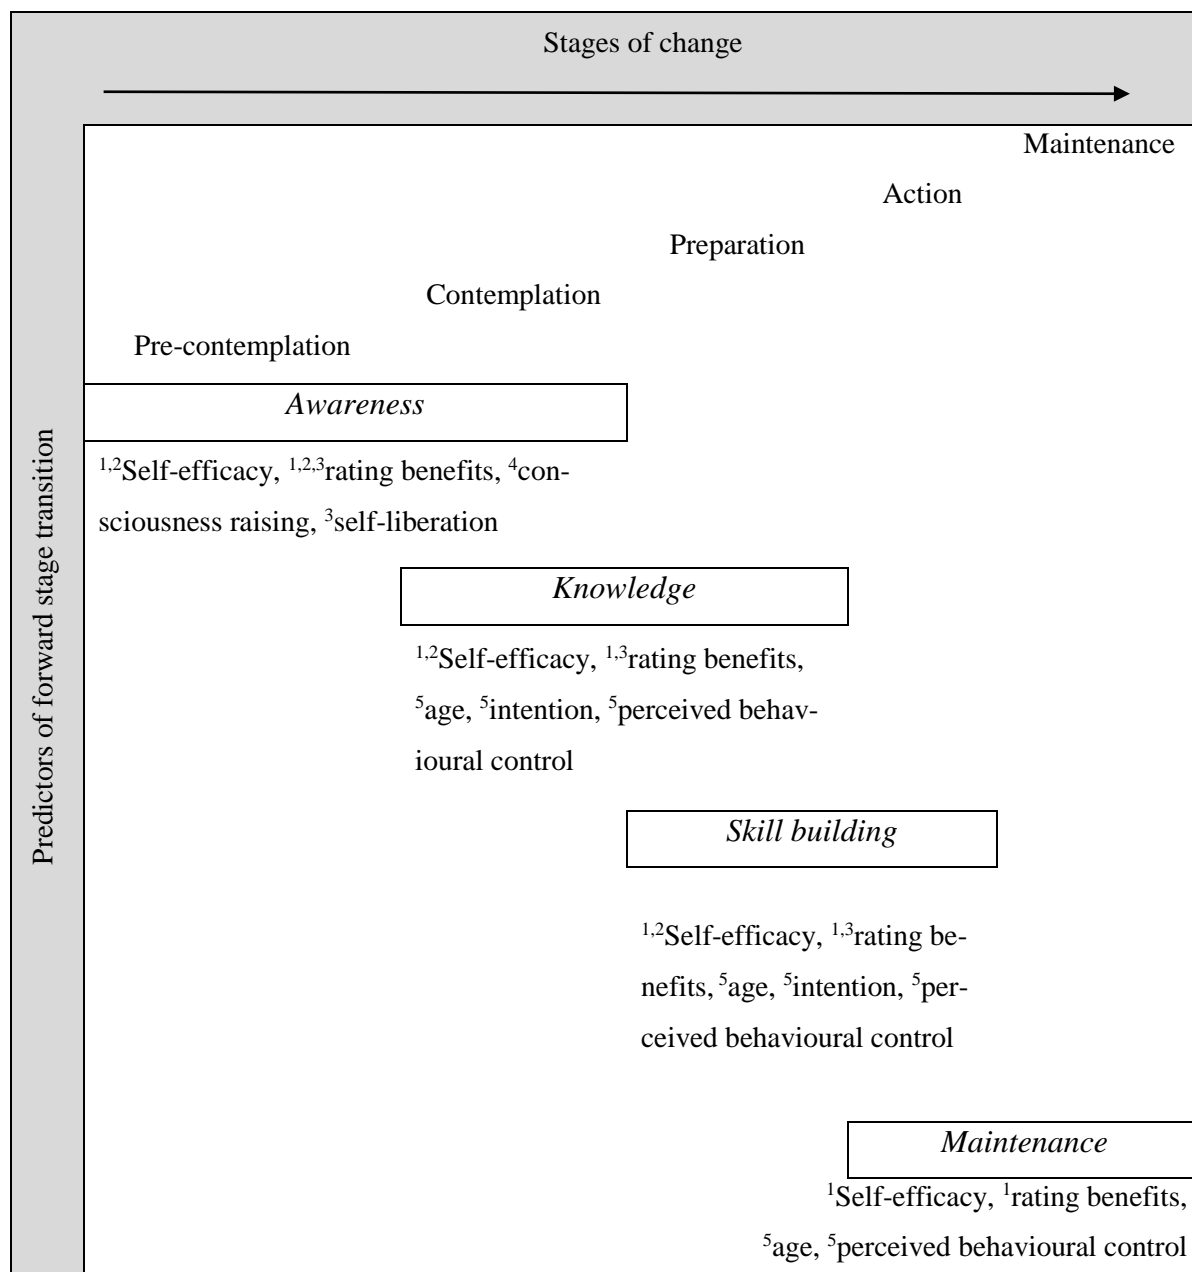 Stages of change
Maintenance
Action
Preparation
Contemplation
Pre-contemplation
Predictors of forward stage transition
Awareness
1,2Self-efficacy, 1,2,3rating benefits, 4con-
sciousness raising, 3self-liberation
Knowledge
1,2Self-efficacy, 1,3rating benefits,
5age, 5intention, 5perceived behav-
ioural control
Skill building
1,2Self-efficacy, 1,3rating be-
nefits, 5age, 5intention, 5per-
ceived behavioural control
Maintenance
1Self-efficacy, 1rating benefits,
5age, 5perceived behavioural control